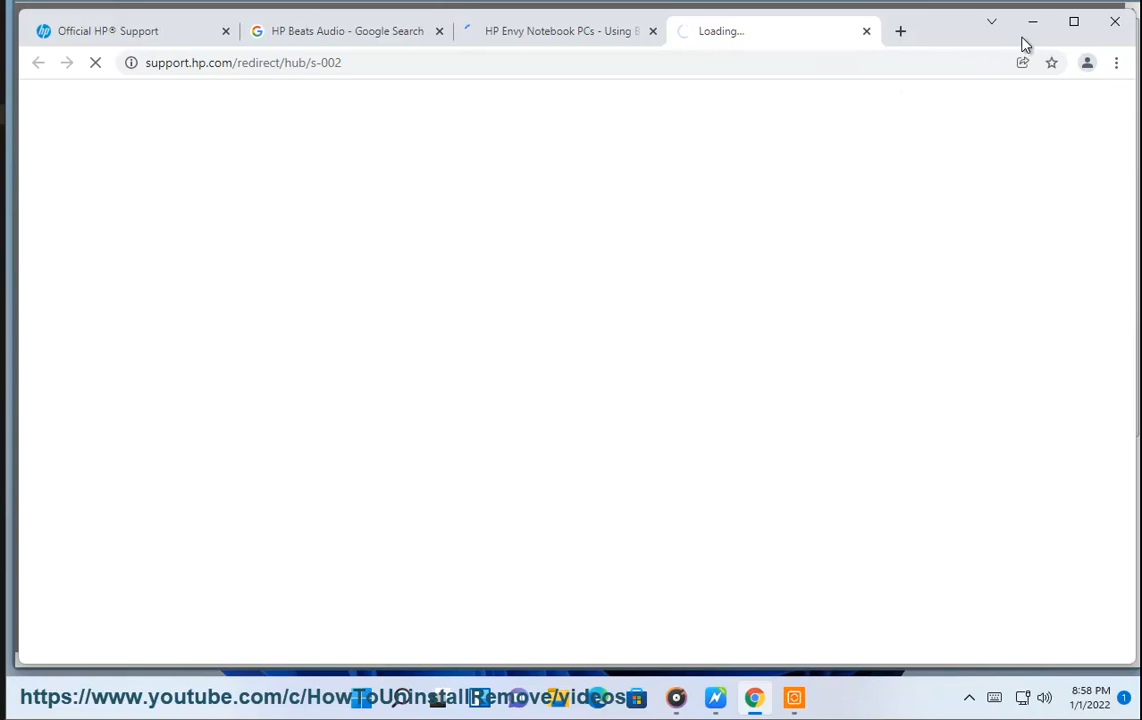 Official HP® Support
HP Beats Audio - Google Search
HP Envy Notebook PCs - Using B
Loading...
support.hp.com/redirect/hub/s-002
https://www.youtube.com/c/HowToUninstallRemove/videos
8:58 PM
1/1/2022
1